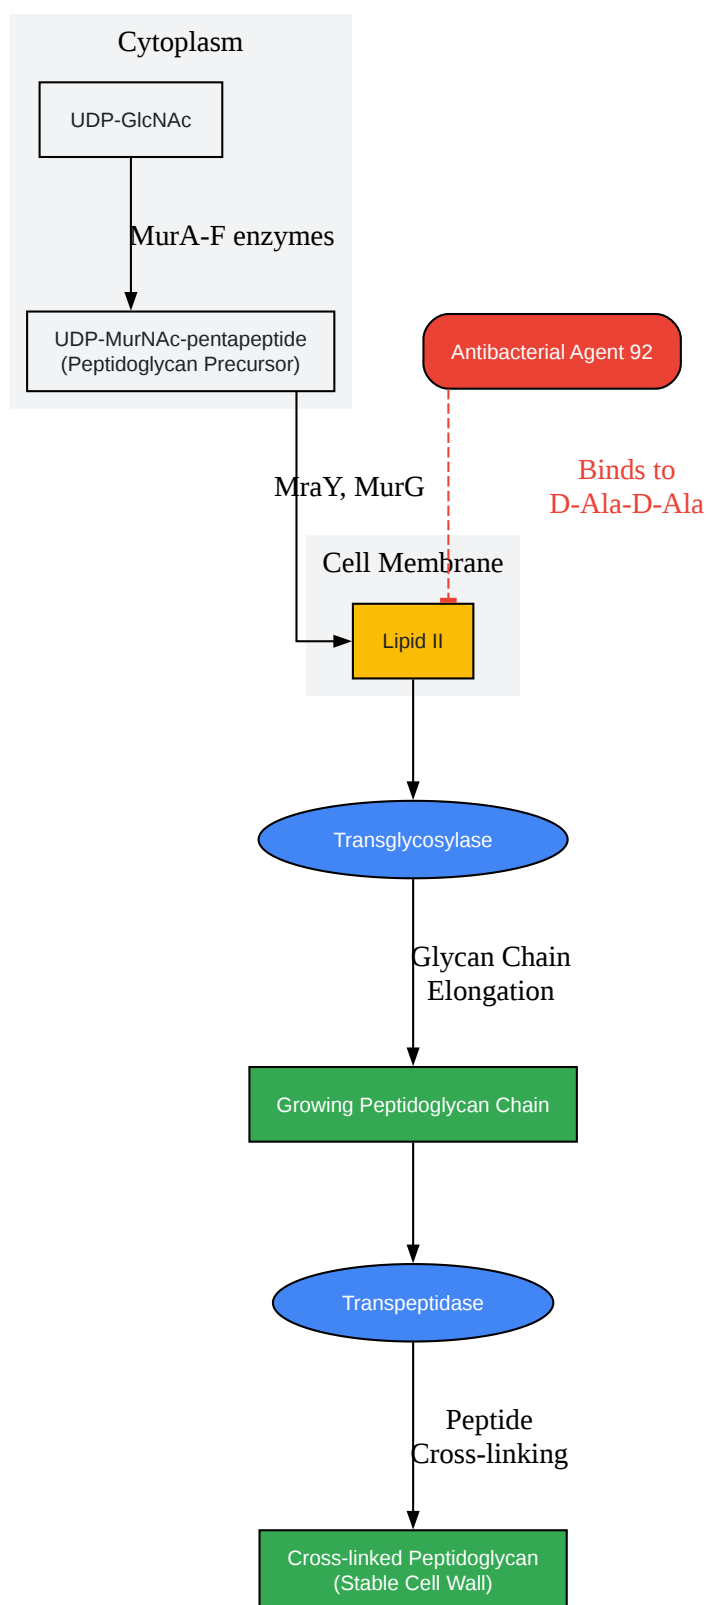 Cytoplasm
UDP-GlcNAc
MurA-F enzymes
UDP-MurNAc-pentapeptide
(Peptidoglycan Precursor)
Antibacterial Agent 92
Binds to
D-Ala-D-Ala
MraY, MurG
Cell Membrane
Lipid II
Transglycosylase
Glycan Chain
Elongation
Growing Peptidoglycan Chain
Transpeptidase
Peptide
Cross-linking
Cross-linked Peptidoglycan
(Stable Cell Wall)